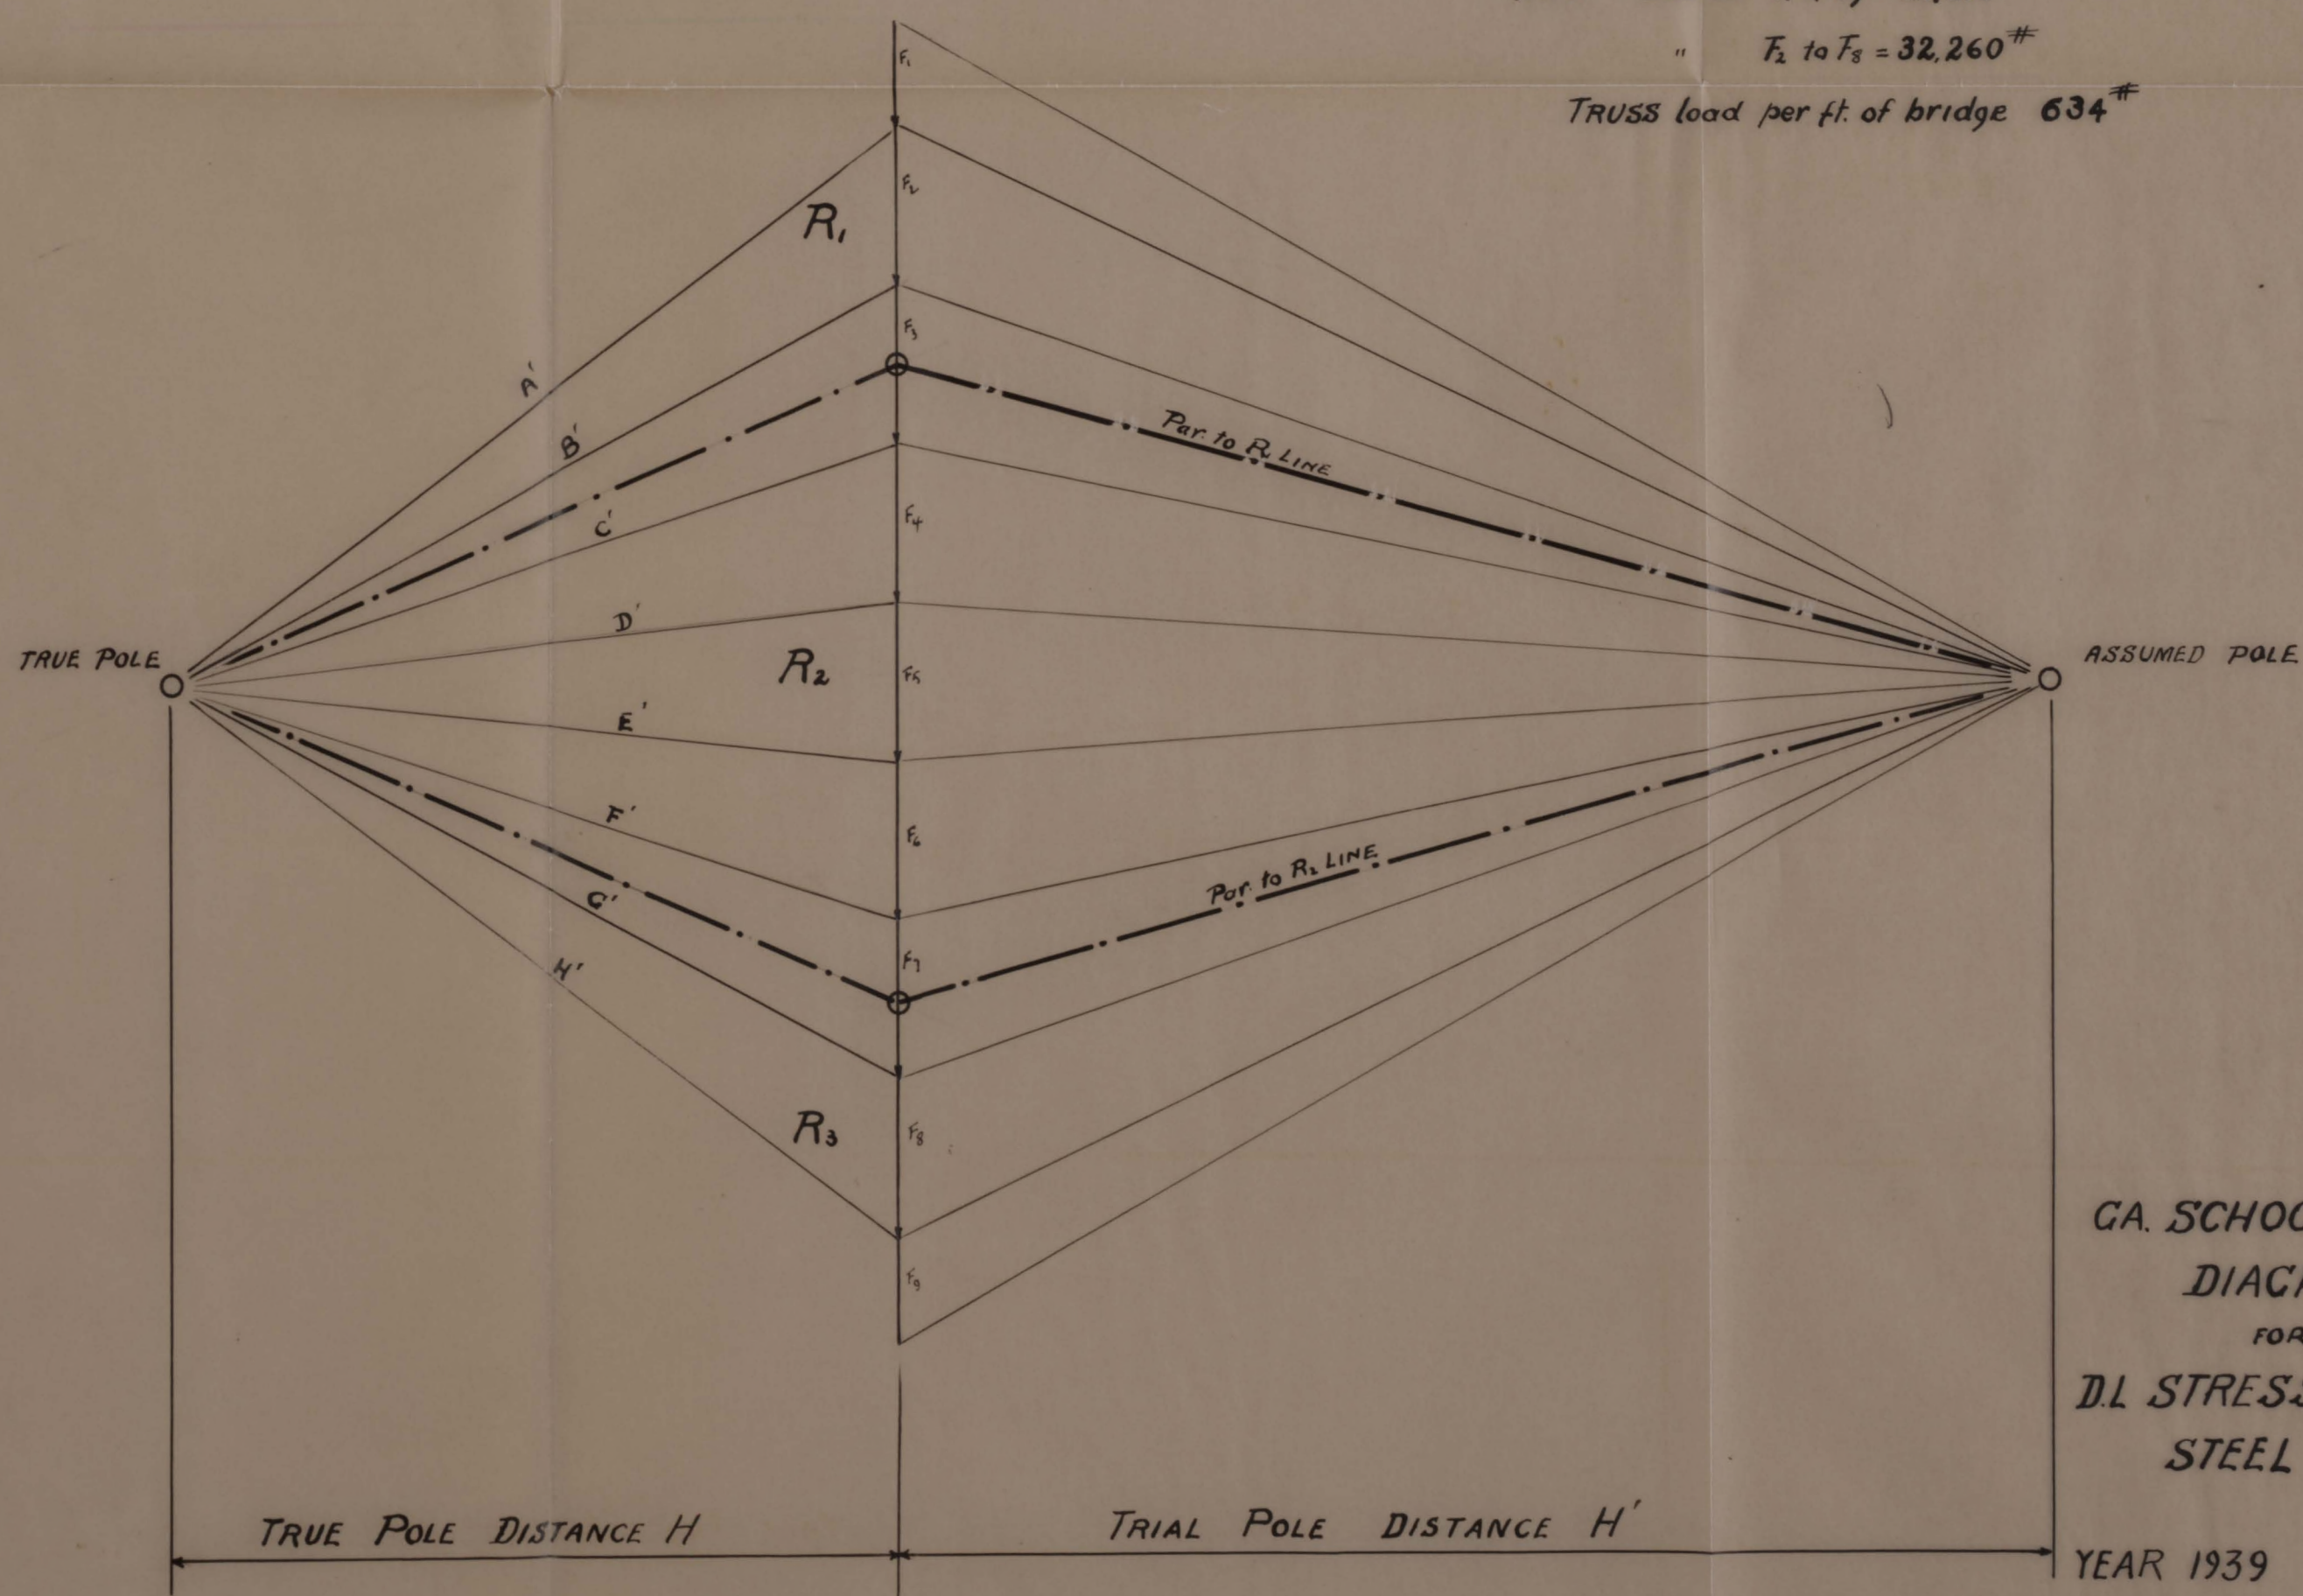 " F₂ to F₈ = 32,260#
TRUSS load per ft. of bridge 634#
F₁
F₂
R₁
F₃
A'
B'
Par. to R₁ LINE
C'
F₄
D'
TRUE POLE
R₂
F₅
ASSUMED POLE
E'
F'
F₆
Par. to R₂ LINE
G'
F₇
H'
R₃
F₈
GA. SCHOO
DIAG
F₉
FOR
D.L STRESS
STEEL
TRUE POLE DISTANCE H
TRIAL POLE DISTANCE H'
YEAR 1939